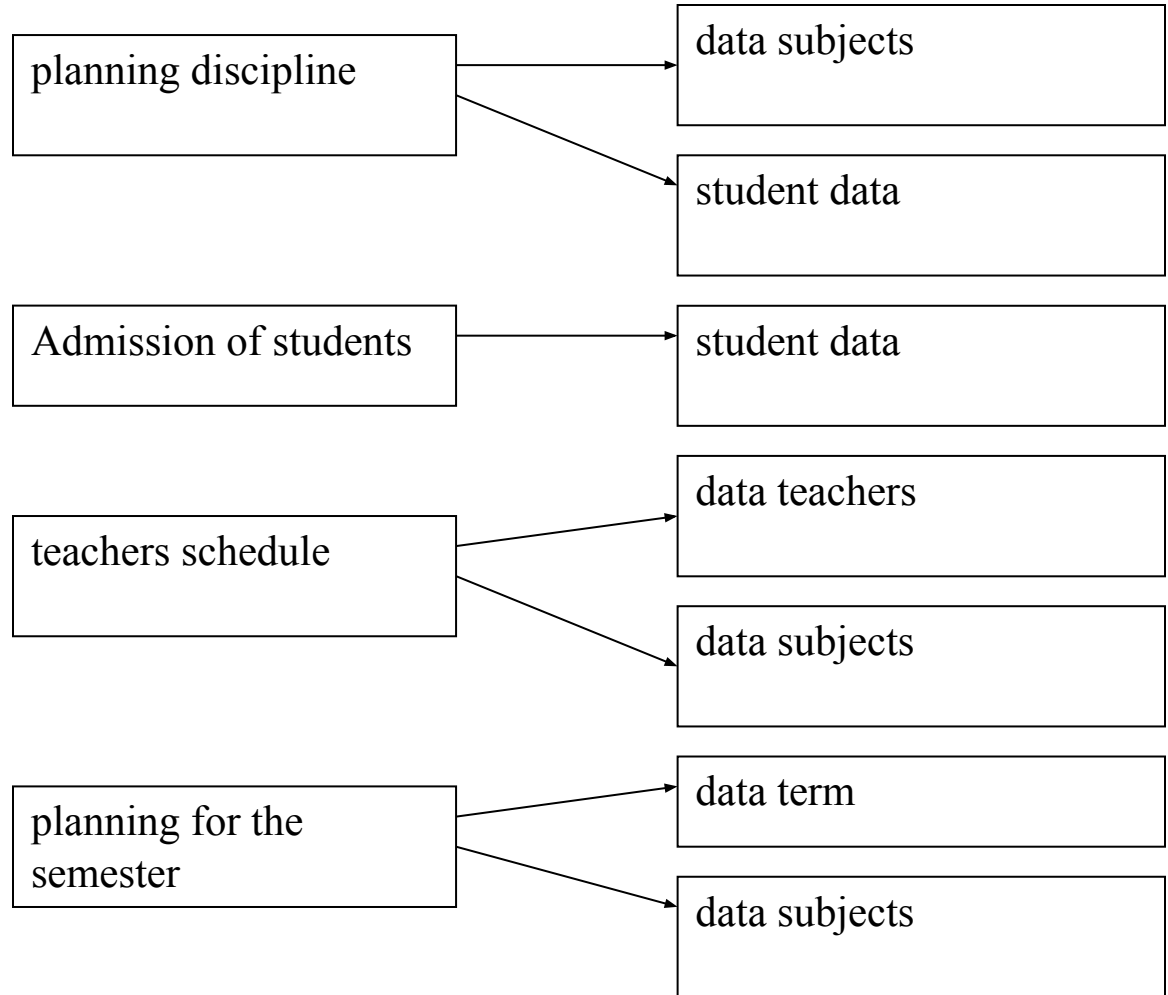 planning discipline
data subjects
student data
Admission of students
student data
teachers schedule
data teachers
data subjects
planning for the
semester
data term
data subjects